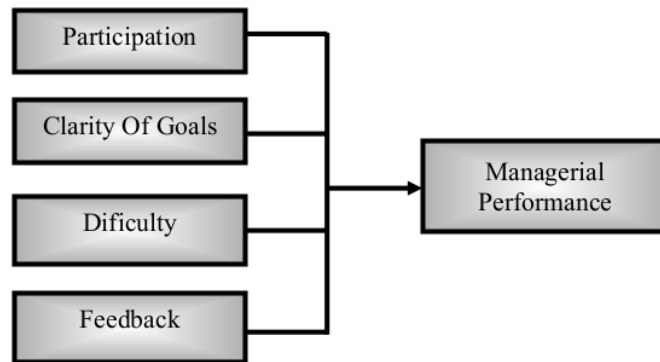 Participation
Clarity Of Goals
Dificulty
Feedback
Managerial
Performance